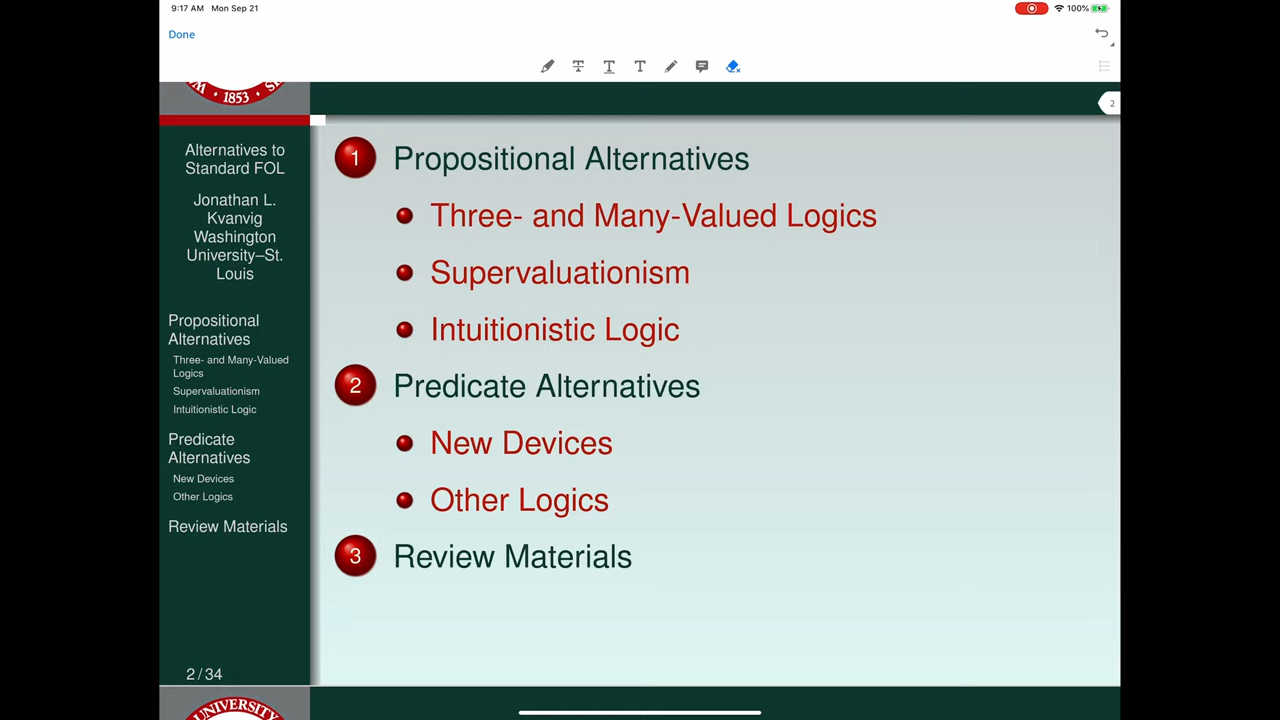 9:17 AM Mon Sep 21
100%
Done
T
T
T
2
1853
Alternatives to
Standard FOL
Jonathan L.
Kvanvig
Washington
University–St.
Louis
Propositional
Alternatives
Three- and Many-Valued
Logics
Supervaluationism
Intuitionistic Logic
Predicate
Alternatives
New Devices
Other Logics
Review Materials
2 / 34
1 Propositional Alternatives
Three- and Many-Valued Logics
Supervaluationism
Intuitionistic Logic
2 Predicate Alternatives
New Devices
Other Logics
3 Review Materials
UNIVERSITY